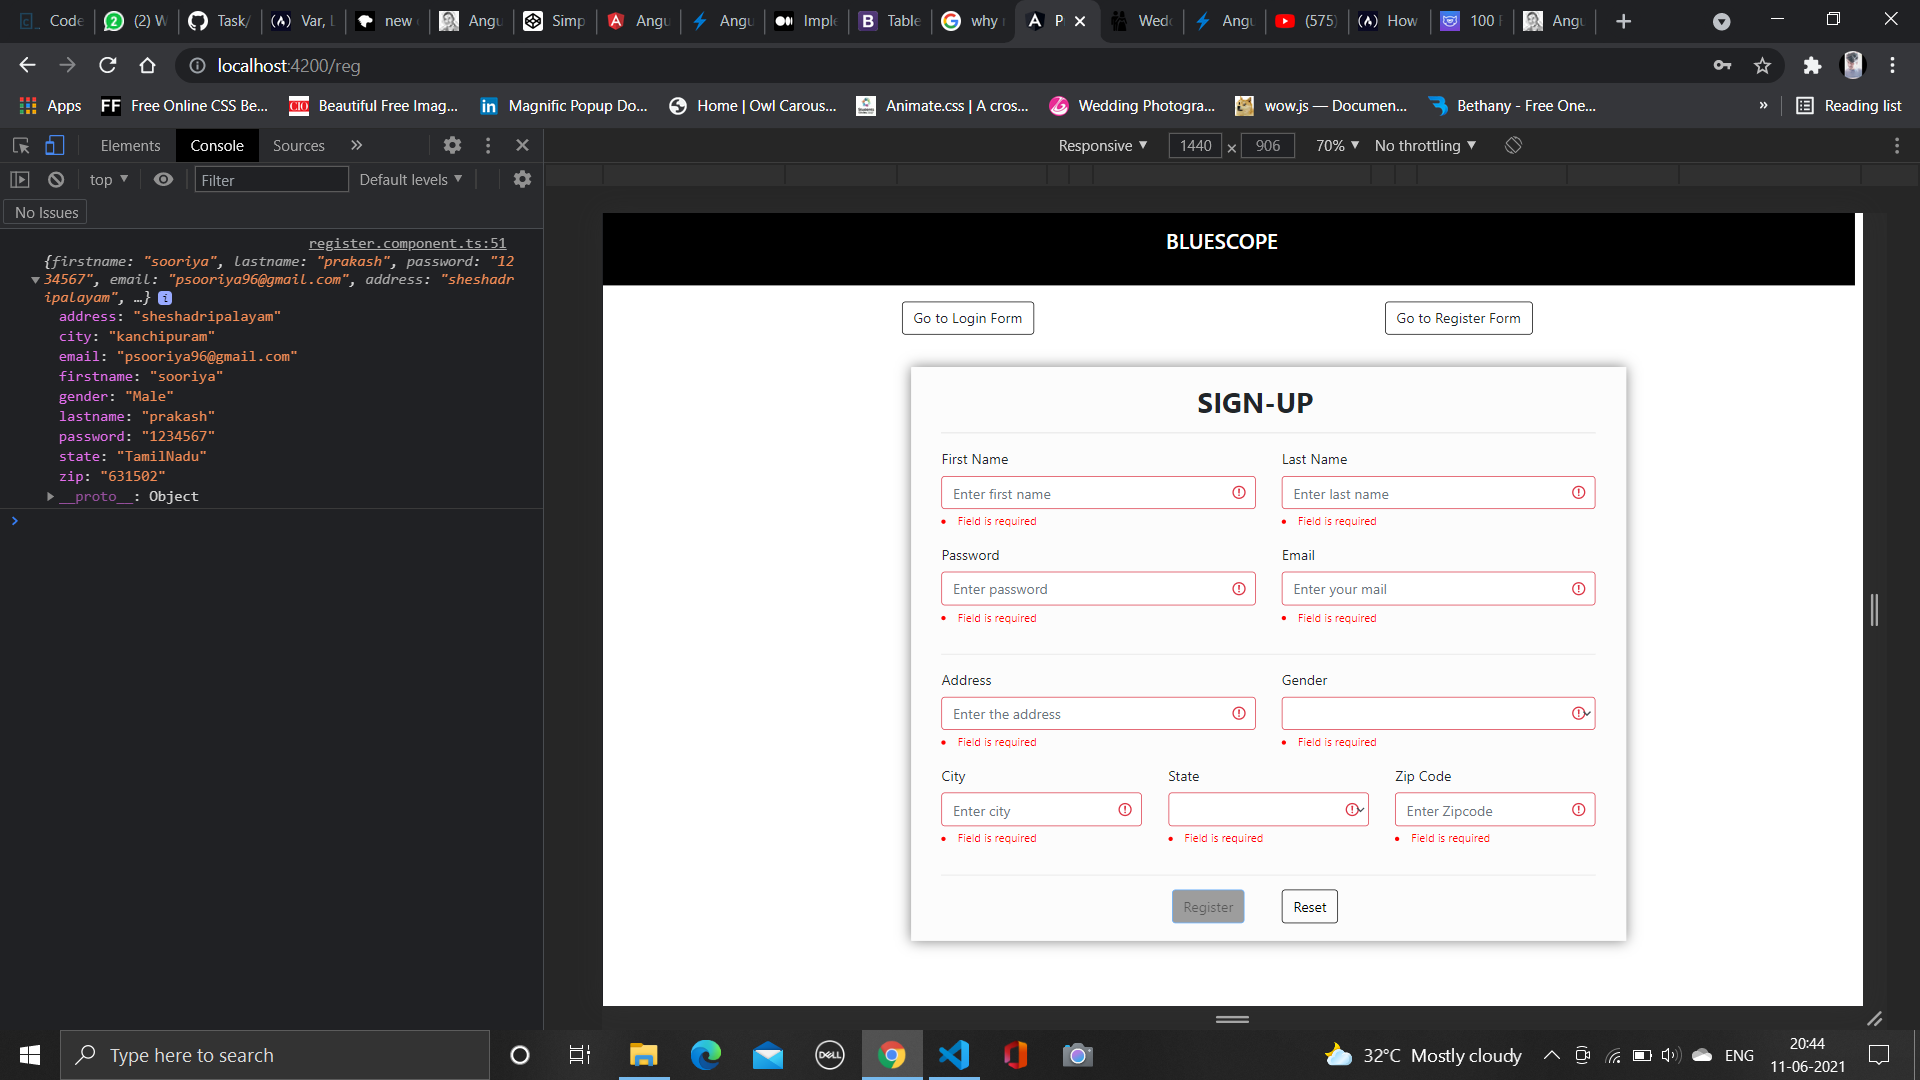 Code
(2) W
Task/
Var, L
new
Angu
Simp
Angu
Angu
Imple
Table
why
P
Wed
Angu
(575)
How
100
Angu
localhost:4200/reg
Apps
FF
Free Online CSS Be...
CIO
Beautiful Free Imag...
in
Magnific Popup Do...
Home | Owl Carous...
Animate.css | A cros...
Wedding Photogra...
wow.js — Documen...
Bethany - Free One...
»
Reading list
Elements
Console
Sources
»
Responsive
1440
×
906
70%
No throttling
top
Filter
Default levels
No Issues
register.component.ts:51
{firstname: "sooriya", lastname: "prakash", password: "12
34567", email: "psooriya96@gmail.com", address: "sheshadr
ipalayam", …} i
address: "sheshadripalayam"
city: "kanchipuram"
email: "psooriya96@gmail.com"
firstname: "sooriya"
gender: "Male"
lastname: "prakash"
password: "1234567"
state: "TamilNadu"
zip: "631502"
__proto__: Object
BLUESCOPE
Go to Login Form
Go to Register Form
SIGN-UP
First Name
Last Name
Enter first name
Enter last name
• Field is required
• Field is required
Password
Email
Enter password
Enter your mail
• Field is required
• Field is required
Address
Gender
Enter the address
• Field is required
• Field is required
City
State
Zip Code
Enter city
Enter Zipcode
• Field is required
• Field is required
• Field is required
Register
Reset
Type here to search
DELL
32°C Mostly cloudy
ENG
20:44
11-06-2021